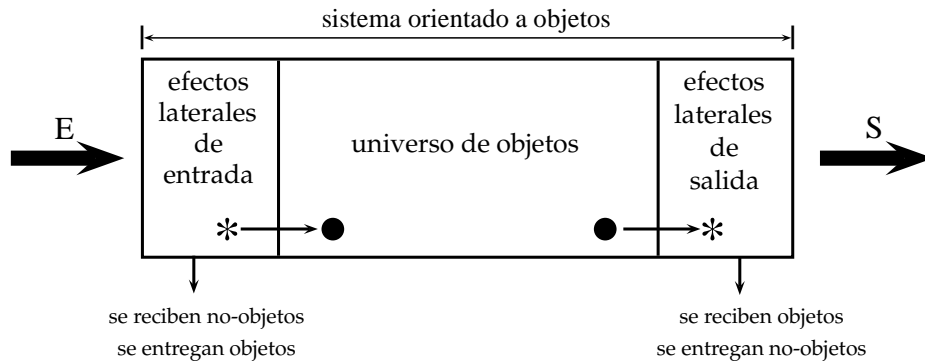 sistema orientado a objetos
E
efectos
laterales
de
entrada
*
universo de objetos
efectos
laterales
de
salida
*
S
se reciben no-objetos
se entregan objetos
se reciben objetos
se entregan no-objetos